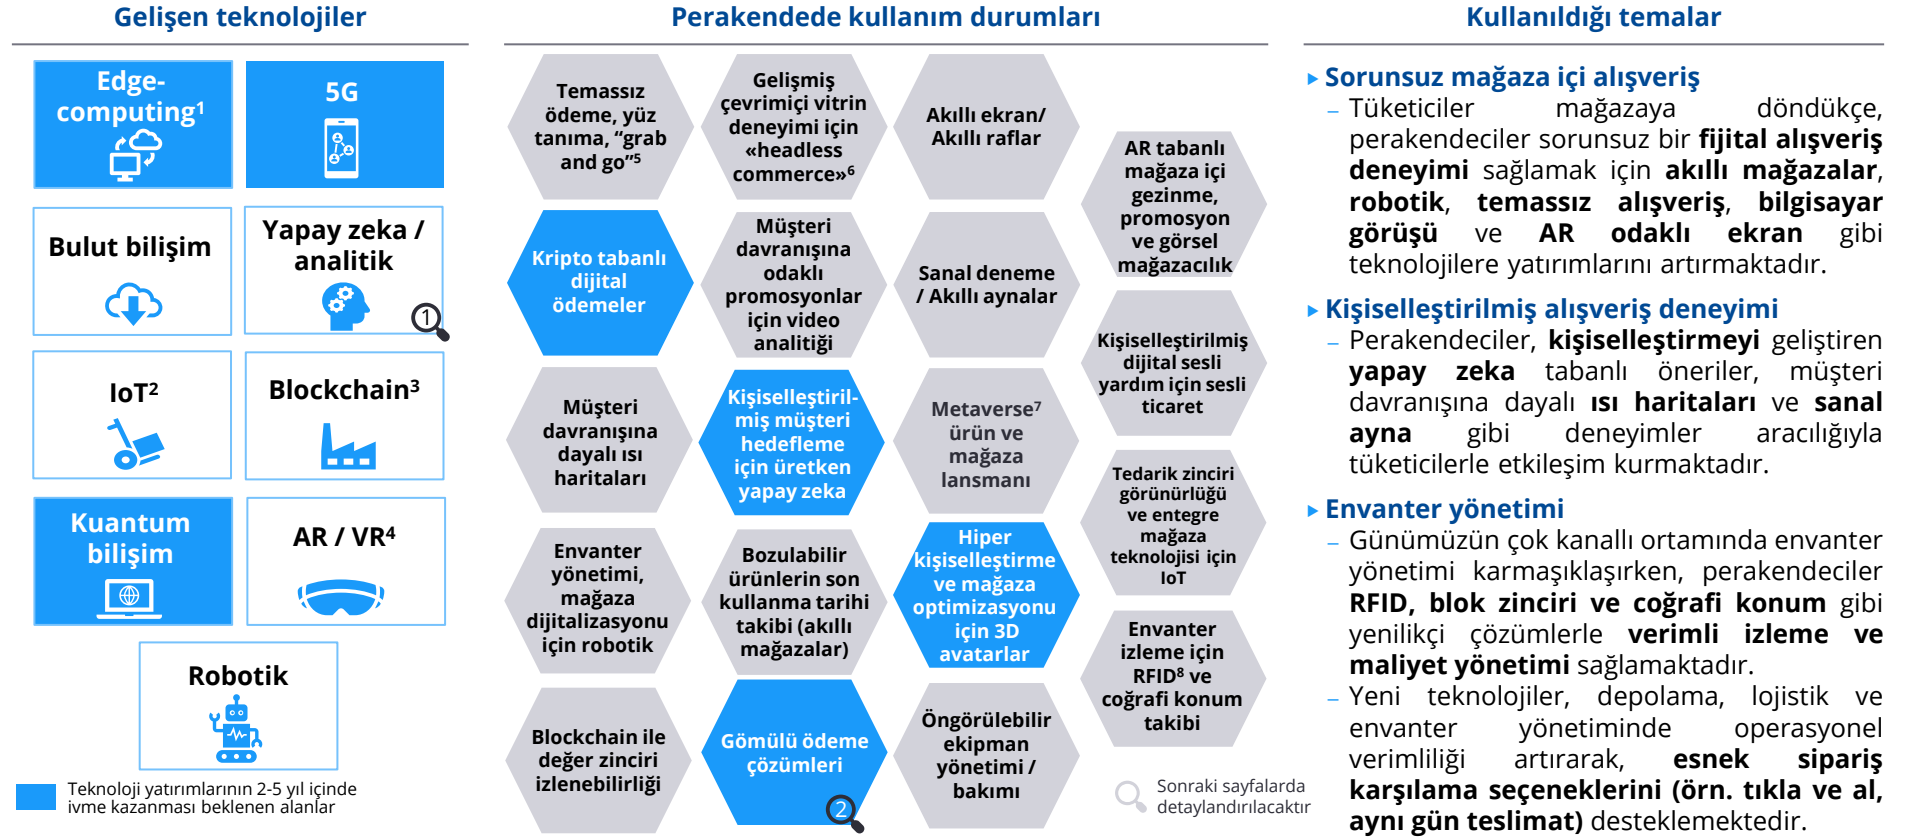 Gelişen teknolojiler
Edge-
computing1
5G
Bulut bilişim
Yapay zeka /
analitik
1
IoT2
Blockchain3
Kuantum
bilişim
AR / VR4
Robotik
Teknoloji yatırımlarının 2-5 yıl içinde
ivme kazanması beklenen alanlar
Perakendede kullanım durumları
Temassız
ödeme, yüz
tanıma, “grab
and go”5
Gelişmiş
çevrimiçi vitrin
deneyimi için
«headless
commerce»6
Akıllı ekran/
Akıllı raflar
AR tabanlı
mağaza içi
gezinme,
promosyon
ve görsel
mağazacılık
Kripto tabanlı
dijital
ödemeler
Müşteri
davranışına
odaklı
promosyonlar
için video
analitiği
Sanal deneme
/ Akıllı aynalar
Kişiselleştirilmiş
dijital sesli
yardım için sesli
ticaret
Müşteri
davranışına
dayalı ısı
haritaları
Kişiselleştiril-
miş müşteri
hedefleme
için üretken
yapay zeka
Metaverse7
ürün ve
mağaza
lansmanı
Tedarik zinciri
görünürlüğü
ve entegre
mağaza
teknolojisi için
IoT
Envanter
yönetimi,
mağaza
dijitalizasyonu
için robotik
Bozulabilir
ürünlerin son
kullanma tarihi
takibi (akıllı
mağazalar)
Hiper
kişiselleştirme
ve mağaza
optimizasyonu
için 3D
avatarlar
Envanter
izleme için
RFID8 ve
coğrafi konum
takibi
Blockchain ile
değer zinciri
izlenebilirliği
Gömülü ödeme
çözümleri
2
Öngörülebilir
ekipman
yönetimi /
bakımı
Sonraki sayfalarda
detaylandırılacaktır
Kullanıldığı temalar
Sorunsuz mağaza içi alışveriş
– Tüketiciler mağazaya döndükçe,
perakendeciler sorunsuz bir fijital alışveriş
deneyimi sağlamak için akıllı mağazalar,
robotik, temassız alışveriş, bilgisayar
görüşü ve AR odaklı ekran gibi
teknolojilere yatırımlarını artırmaktadır.
Kişiselleştirilmiş alışveriş deneyimi
– Perakendeciler, kişiselleştirmeyi geliştiren
yapay zeka tabanlı öneriler, müşteri
davranışına dayalı ısı haritaları ve sanal
ayna gibi deneyimler aracılığıyla
tüketicilerle etkileşim kurmaktadır.
Envanter yönetimi
– Günümüzün çok kanallı ortamında envanter
yönetimi karmaşıklaşırken, perakendeciler
RFID, blok zinciri ve coğrafi konum gibi
yenilikçi çözümlerle verimli izleme ve
maliyet yönetimi sağlamaktadır.
– Yeni teknolojiler, depolama, lojistik ve
envanter yönetiminde operasyonel
verimliliği artırarak, esnek sipariş
karşılama seçeneklerini (örn. tıkla ve al,
aynı gün teslimat) desteklemektedir.